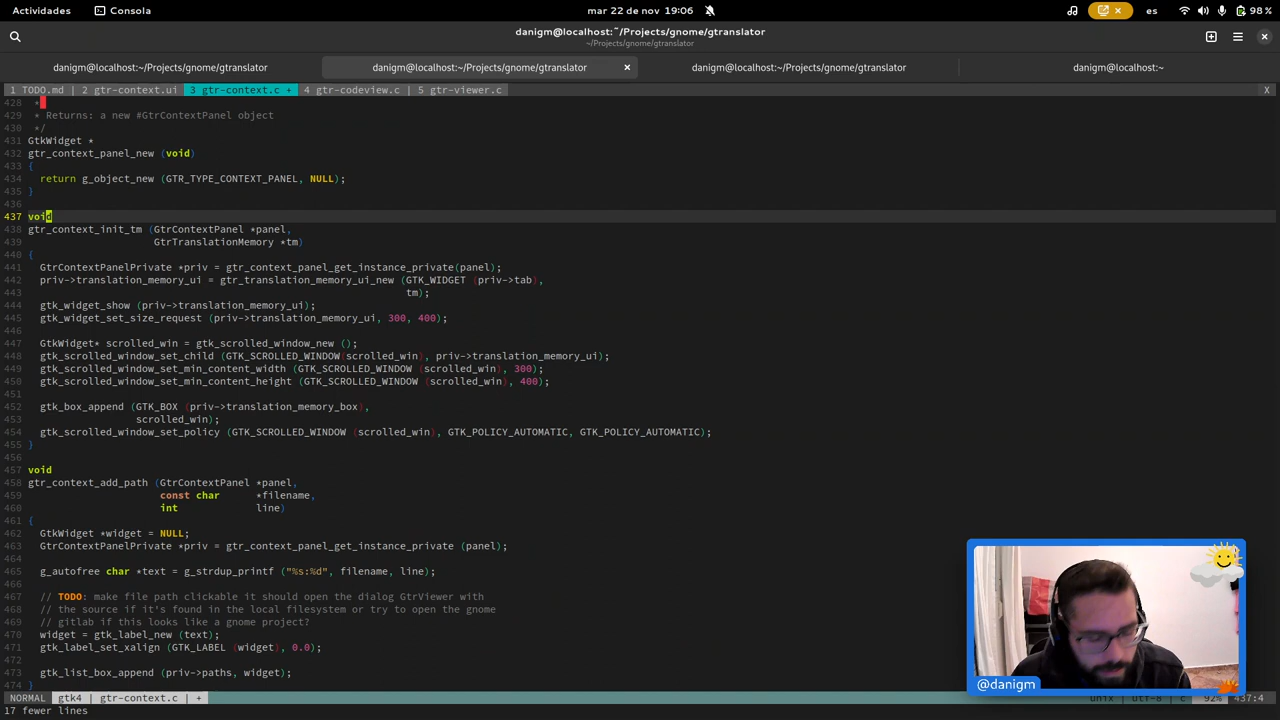 Actividades
Consola
mar 22 de nov 19:06
es
98 %
danigm@localhost:~/Projects/gnome/gtranslator
~/Projects/gnome/gtranslator
danigm@localhost:~/Projects/gnome/gtranslator
danigm@localhost:~/Projects/gnome/gtranslator
danigm@localhost:~/Projects/gnome/gtranslator
danigm@localhost:~
1 TODO.md | 2 gtr-context.ui 3 gtr-context.c + 4 gtr-codeview.c | 5 gtr-viewer.c X
428 *
429 * Returns: a new #GtrContextPanel object
430 */
431 GtkWidget *
432 gtr_context_panel_new (void)
433 {
434 return g_object_new (GTR_TYPE_CONTEXT_PANEL, NULL);
435 }
436
437 void
438 gtr_context_init_tm (GtrContextPanel *panel,
439 GtrTranslationMemory *tm)
440 {
441 GtrContextPanelPrivate *priv = gtr_context_panel_get_instance_private(panel);
442 priv->translation_memory_ui = gtr_translation_memory_ui_new (GTK_WIDGET (priv->tab),
443 tm);
444 gtk_widget_show (priv->translation_memory_ui);
445 gtk_widget_set_size_request (priv->translation_memory_ui, 300, 400);
446
447 GtkWidget* scrolled_win = gtk_scrolled_window_new ();
448 gtk_scrolled_window_set_child (GTK_SCROLLED_WINDOW(scrolled_win), priv->translation_memory_ui);
449 gtk_scrolled_window_set_min_content_width (GTK_SCROLLED_WINDOW (scrolled_win), 300);
450 gtk_scrolled_window_set_min_content_height (GTK_SCROLLED_WINDOW (scrolled_win), 400);
451
452 gtk_box_append (GTK_BOX (priv->translation_memory_box),
453 scrolled_win);
454 gtk_scrolled_window_set_policy (GTK_SCROLLED_WINDOW (scrolled_win), GTK_POLICY_AUTOMATIC, GTK_POLICY_AUTOMATIC);
455 }
456
457 void
458 gtr_context_add_path (GtrContextPanel *panel,
459 const char *filename,
460 int line)
461 {
462 GtkWidget *widget = NULL;
463 GtrContextPanelPrivate *priv = gtr_context_panel_get_instance_private (panel);
464
465 g_autofree char *text = g_strdup_printf ("%s:%d", filename, line);
466
467 // TODO: make file path clickable it should open the dialog GtrViewer with
468 // the source if it's found in the local filesystem or try to open the gnome
469 // gitlab if this looks like a gnome project?
470 widget = gtk_label_new (text);
471 gtk_label_set_xalign (GTK_LABEL (widget), 0.0);
472
473 gtk_list_box_append (priv->paths, widget);
474 }
@danigm
NORMAL gtk4 | gtr-context.c | + unix | utf-8 | c 92% 437:4
17 fewer lines